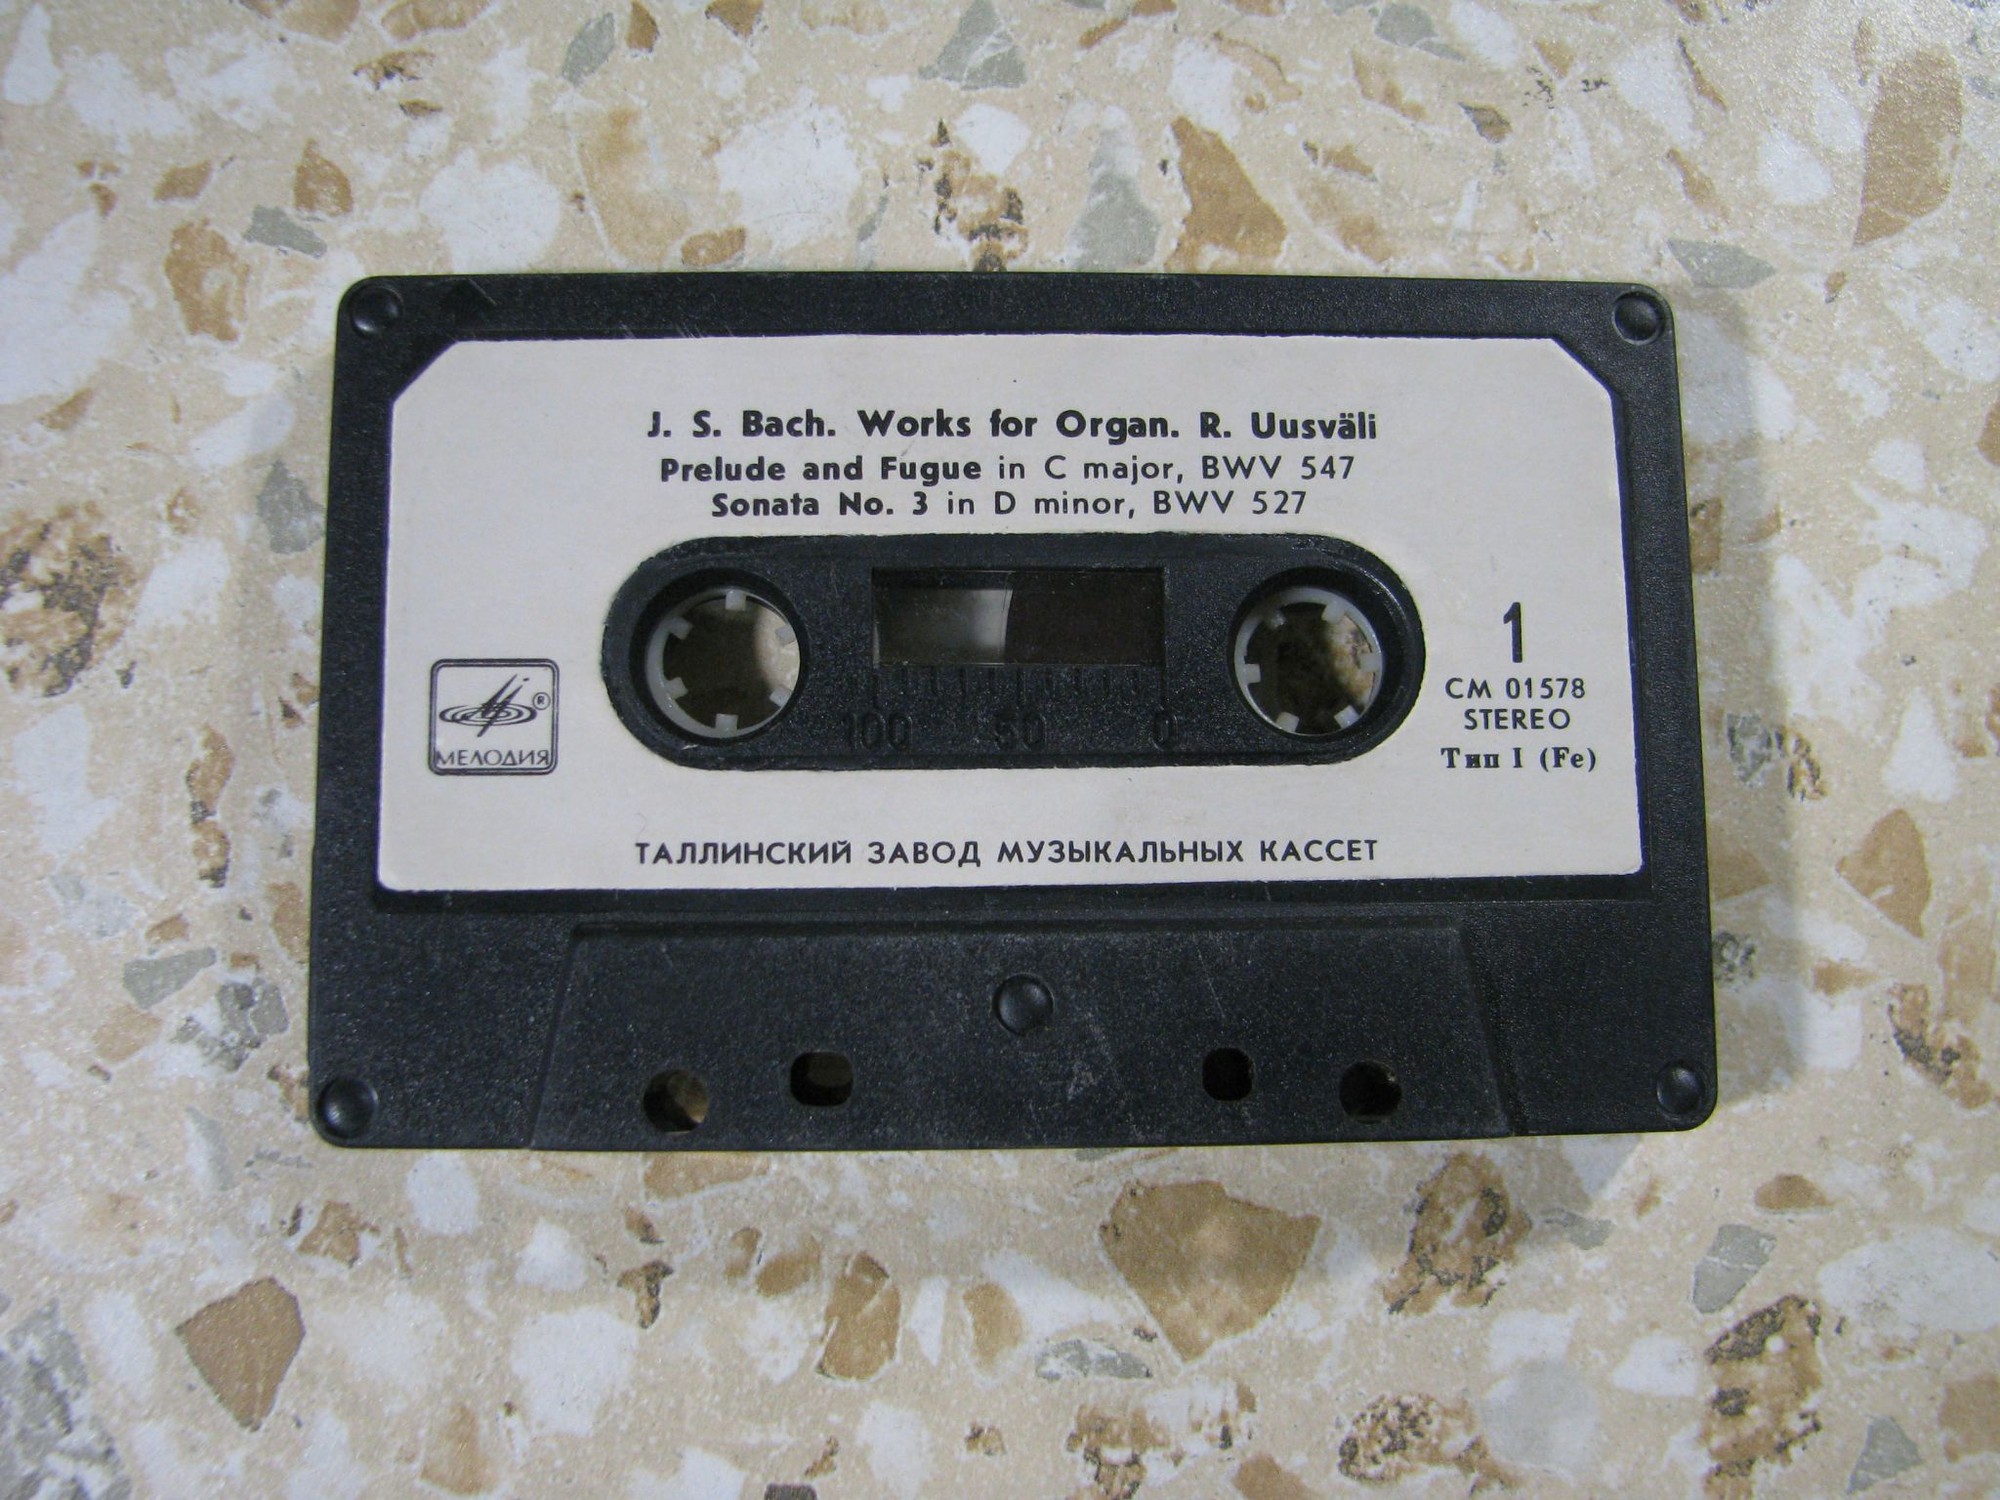 J. S. Bach. Works for Organ. R. Uusväli
Prelude and Fugue in C major, BWV 547
Sonata No. 3 in D minor, BWV 527
1
СМ 01578
STEREO
Тип I (Fe)
®
МЕЛОДИЯ
100 50 0
ТАЛЛИНСКИЙ ЗАВОД МУЗЫКАЛЬНЫХ КАССЕТ